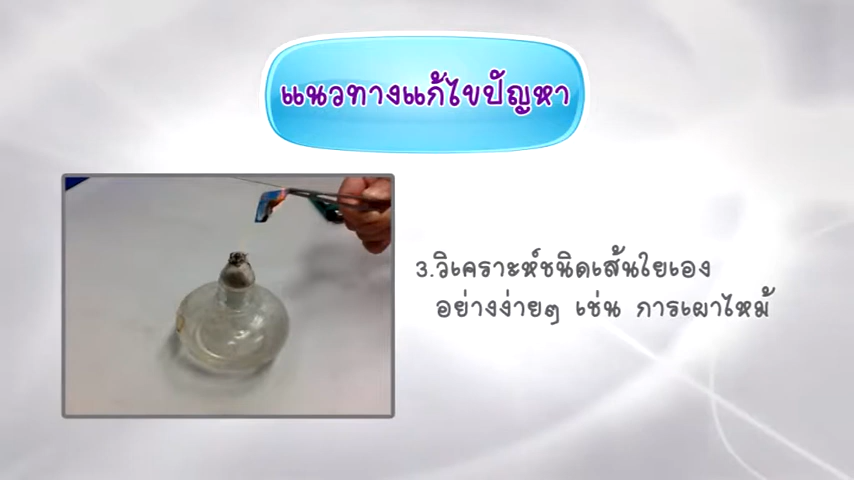 แนวทางแก้ไขปัญหา
3.วิเคราะห์ชนิดเส้นใยเอง
อย่างง่ายๆ เช่น การเผาไหม้